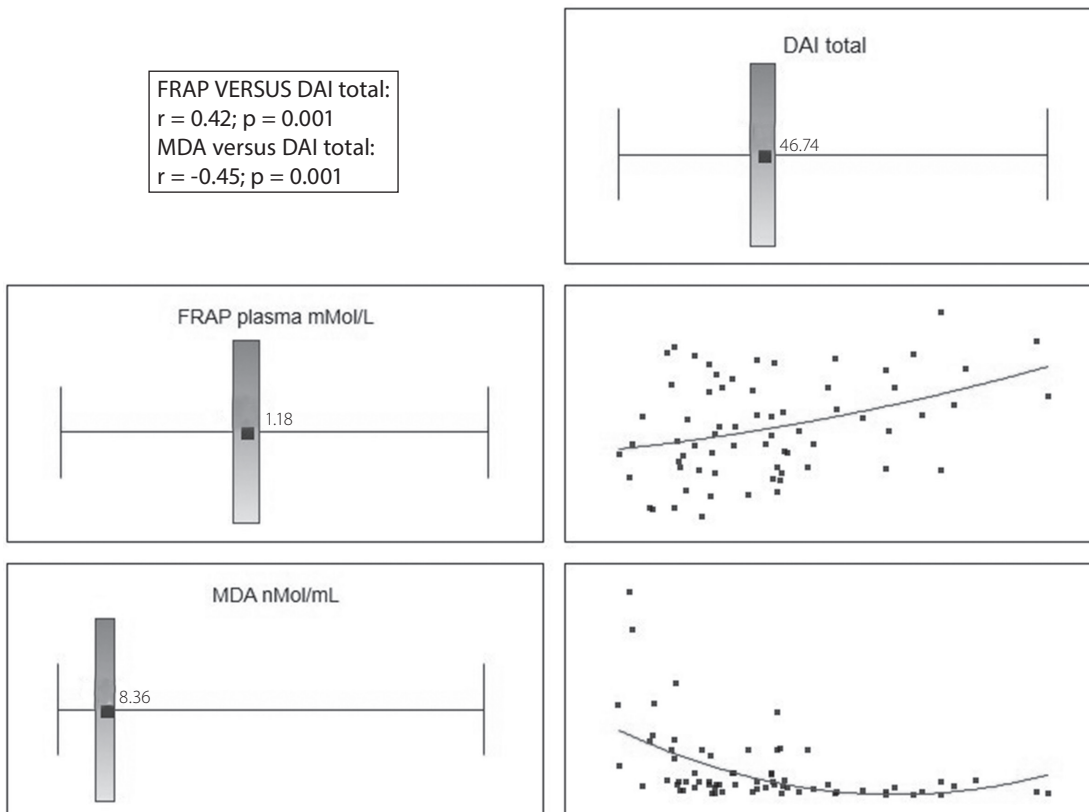 FRAP VERSUS DAI total:
r = 0.42; p = 0.001
MDA versus DAI total:
r = -0.45; p = 0.001
DAI total
46.74
FRAP plasma mMol/L
1.18
MDA nMol/mL
8.36